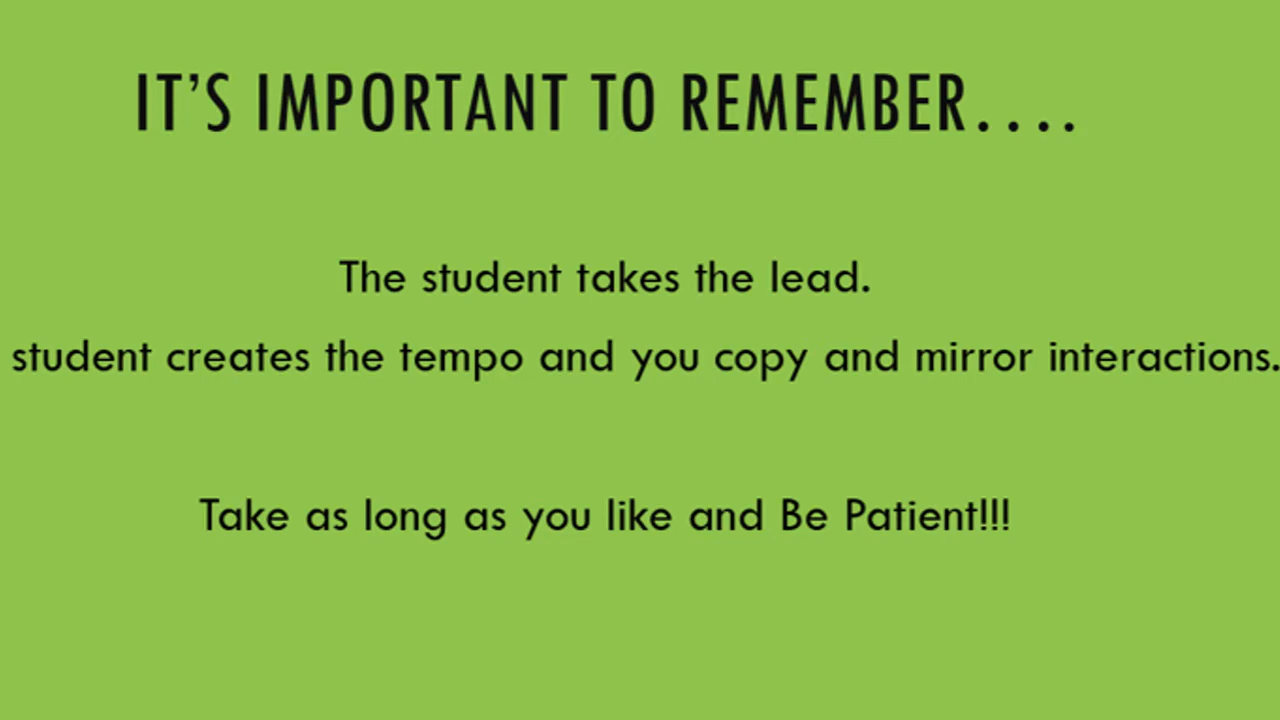 IT'S IMPORTANT TO REMEMBER....
The student takes the lead.
student creates the tempo and you copy and mirror interactions.
Take as long as you like and Be Patient!!!